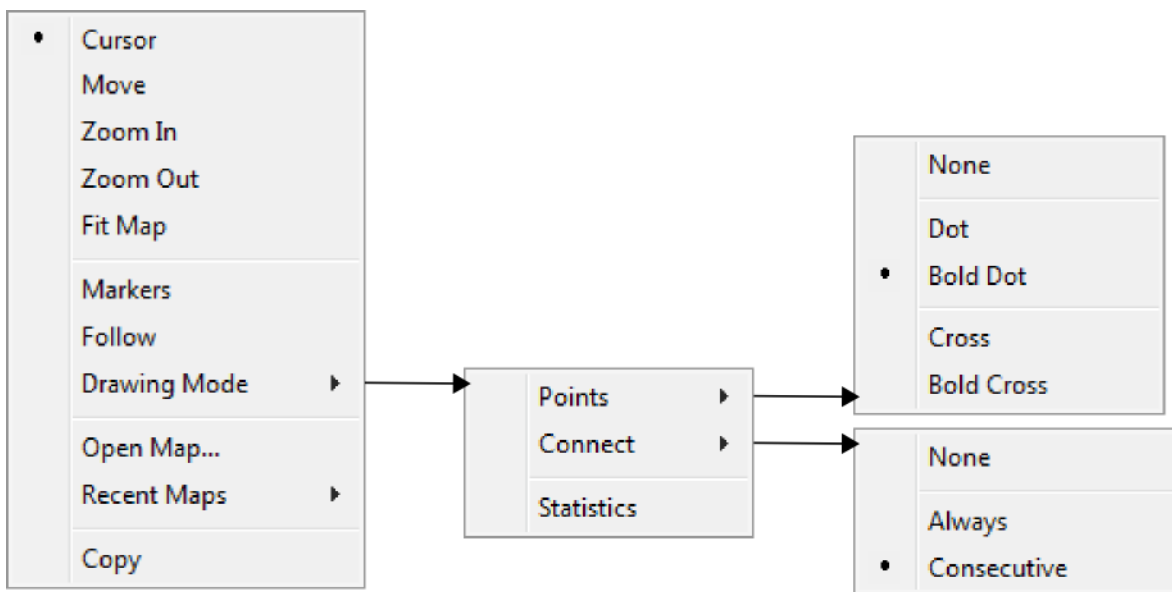 Cursor
Move
Zoom In
Zoom Out
Fit Map
Markers
Follow
Drawing Mode
Open Map...
Recent Maps
Copy
Points
Connect
Statistics
None
Dot
Bold Dot
Cross
Bold Cross
None
Always
Consecutive